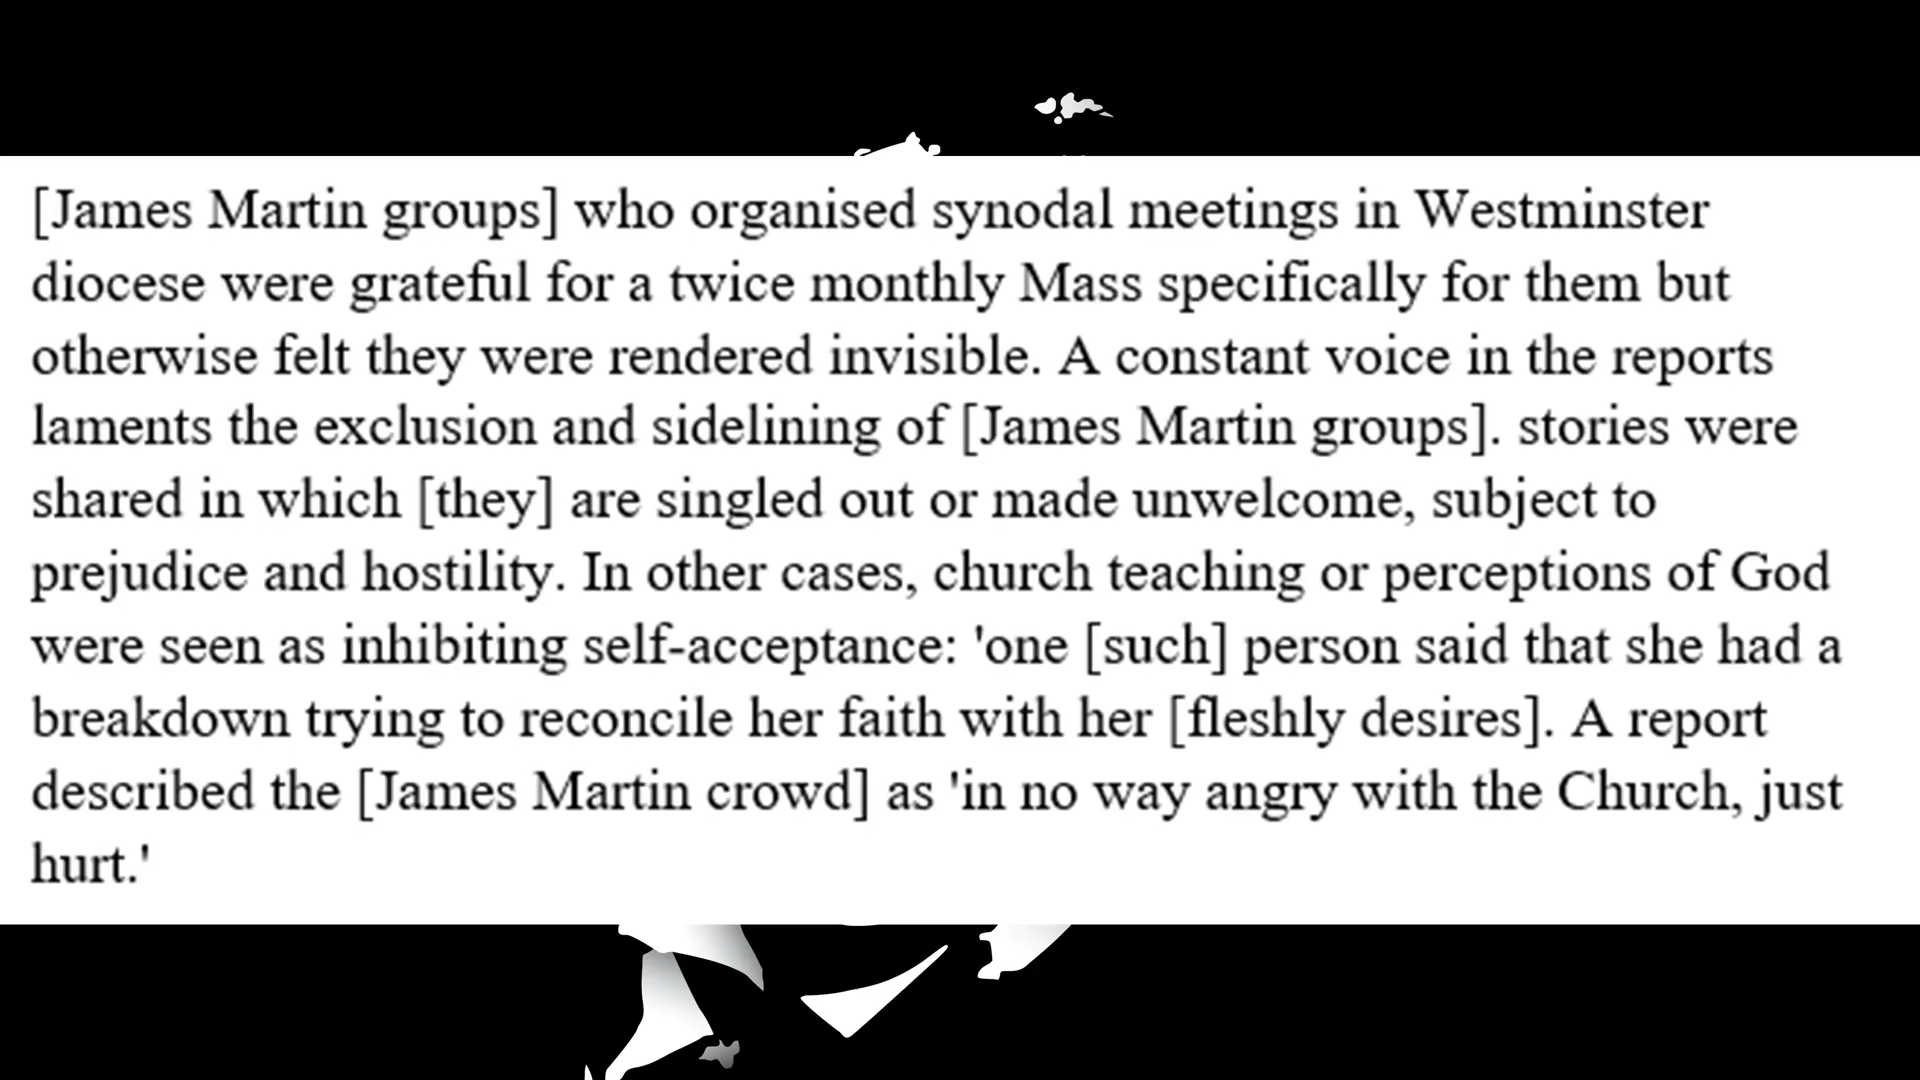 [James Martin groups] who organised synodal meetings in Westminster
diocese were grateful for a twice monthly Mass specifically for them but
otherwise felt they were rendered invisible. A constant voice in the reports
laments the exclusion and sidelining of [James Martin groups]. stories were
shared in which [they] are singled out or made unwelcome, subject to
prejudice and hostility. In other cases, church teaching or perceptions of God
were seen as inhibiting self-acceptance: 'one [such] person said that she had a
breakdown trying to reconcile her faith with her [fleshly desires]. A report
described the [James Martin crowd] as 'in no way angry with the Church, just
hurt.'